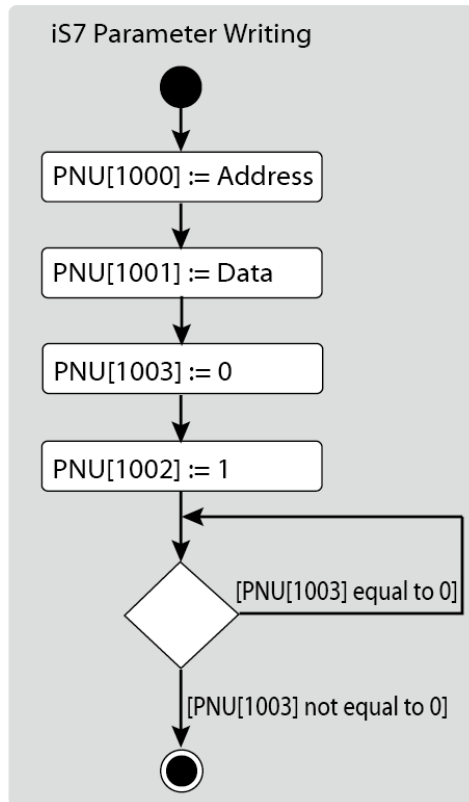 iS7 Parameter Writing
PNU[1000] := Address
PNU[1001] := Data
PNU[1003] := 0
PNU[1002] := 1
[PNU[1003] equal to 0]
[PNU[1003] not equal to 0]